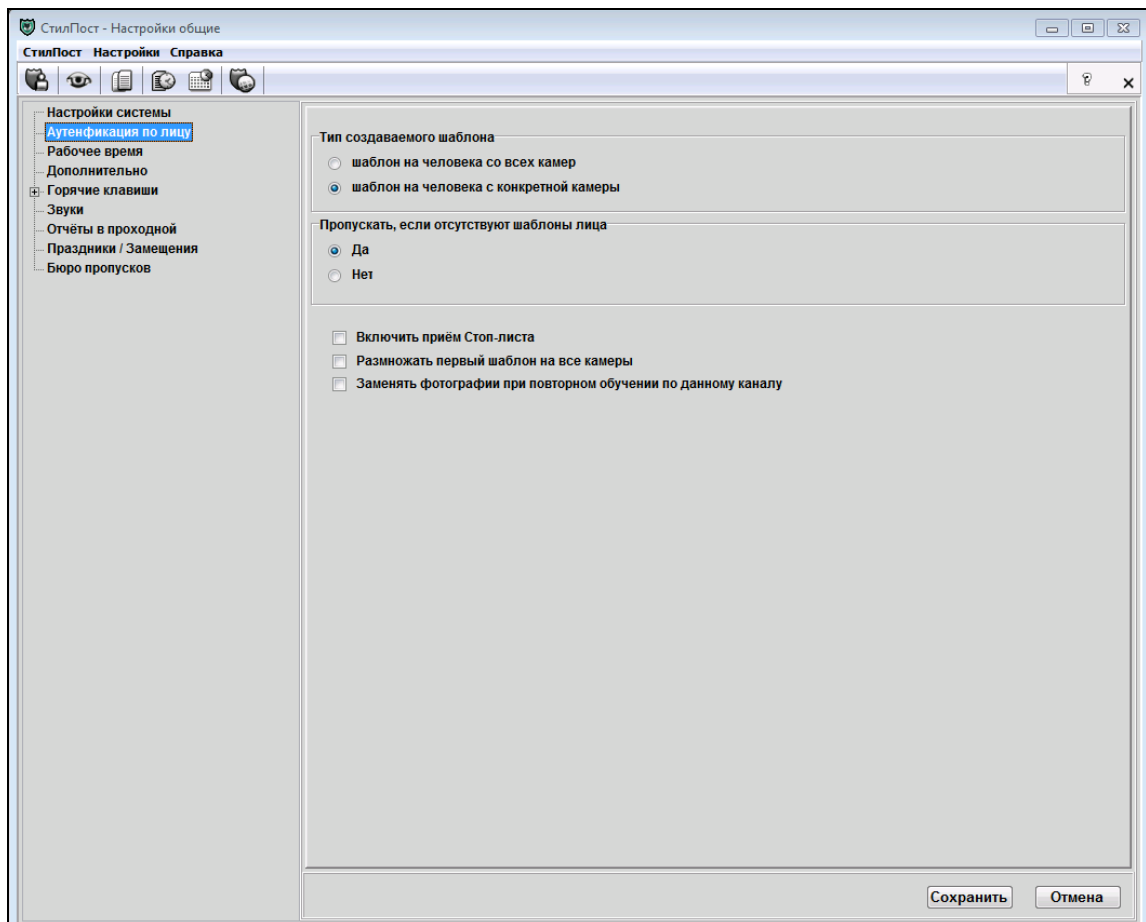 СтилПост - Настройки общие
СтилПост Настройки Справка
Настройки системы
Аутенфикация по лицу
Рабочее время
Дополнительно
Горячие клавиши
Звуки
Отчёты в проходной
Праздники / Замещения
Бюро пропусков
Тип создаваемого шаблона
шаблон на человека со всех камер
шаблон на человека с конкретной камеры
Пропускать, если отсутствуют шаблоны лица
Да
Нет
Включить приём Стоп-листа
Размножать первый шаблон на все камеры
Заменять фотографии при повторном обучении по данному каналу
Сохранить Отмена